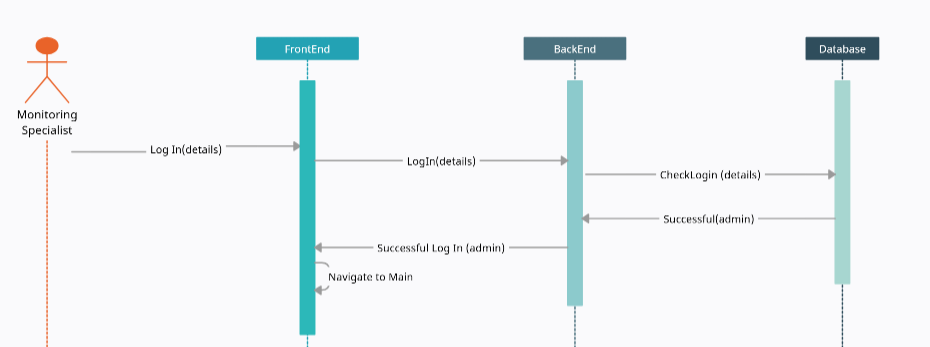 FrontEnd
BackEnd
Database
Monitoring
Specialist
Log In(details)
LogIn(details)
CheckLogin (details)
Successful(admin)
Successful Log In (admin)
Navigate to Main